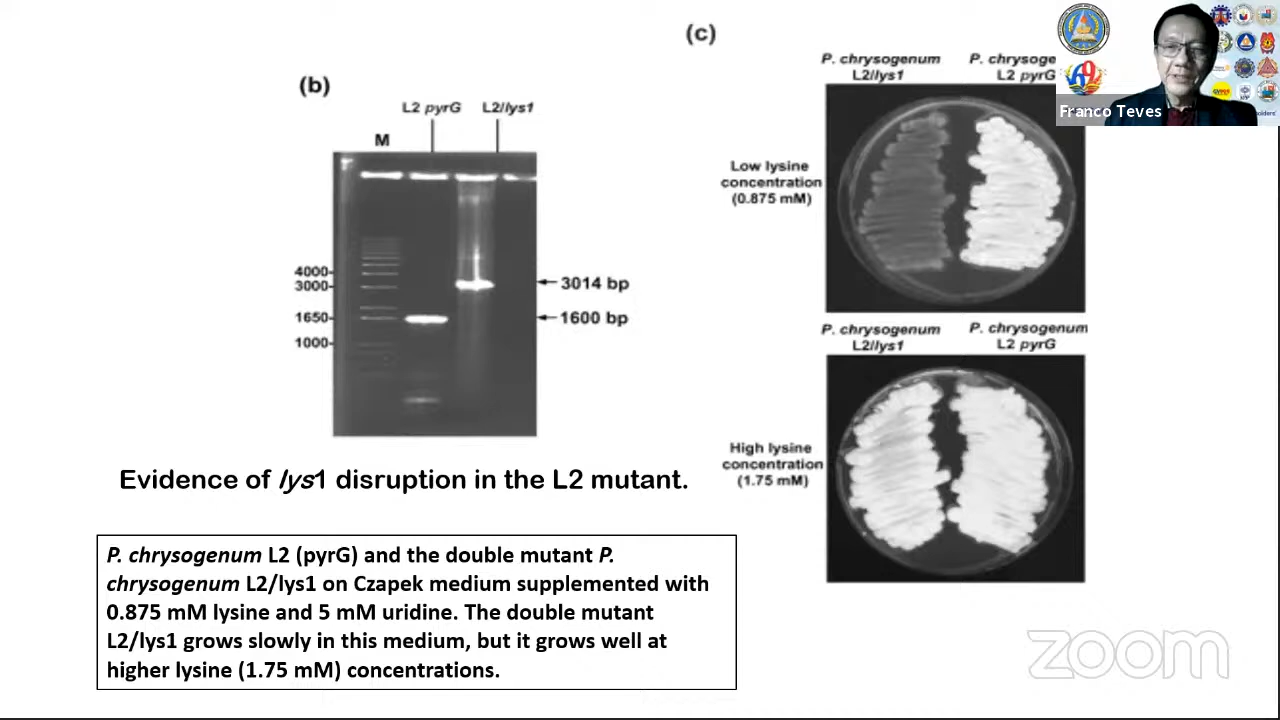 (b)
L2 pyrG L2/lys1
M
4000-
3000-
1650-
1000-
3014 bp
1600 bp
Evidence of lys1 disruption in the L2 mutant.
P. chrysogenum L2 (pyrG) and the double mutant P.
chrysogenum L2/lys1 on Czapek medium supplemented with
0.875 mM lysine and 5 mM uridine. The double mutant
L2/lys1 grows slowly in this medium, but it grows well at
higher lysine (1.75 mM) concentrations.
(c)
P. chrysogenum P. chrysoge
L2/lys1 L2 pyrG
Low lysine
concentration
(0.875 mM)
P. chrysogenum P. chrysogenum
L2/lys1 L2 pyrG
High lysine
concentration
(1.75 mM)
Franco Teves
zoom